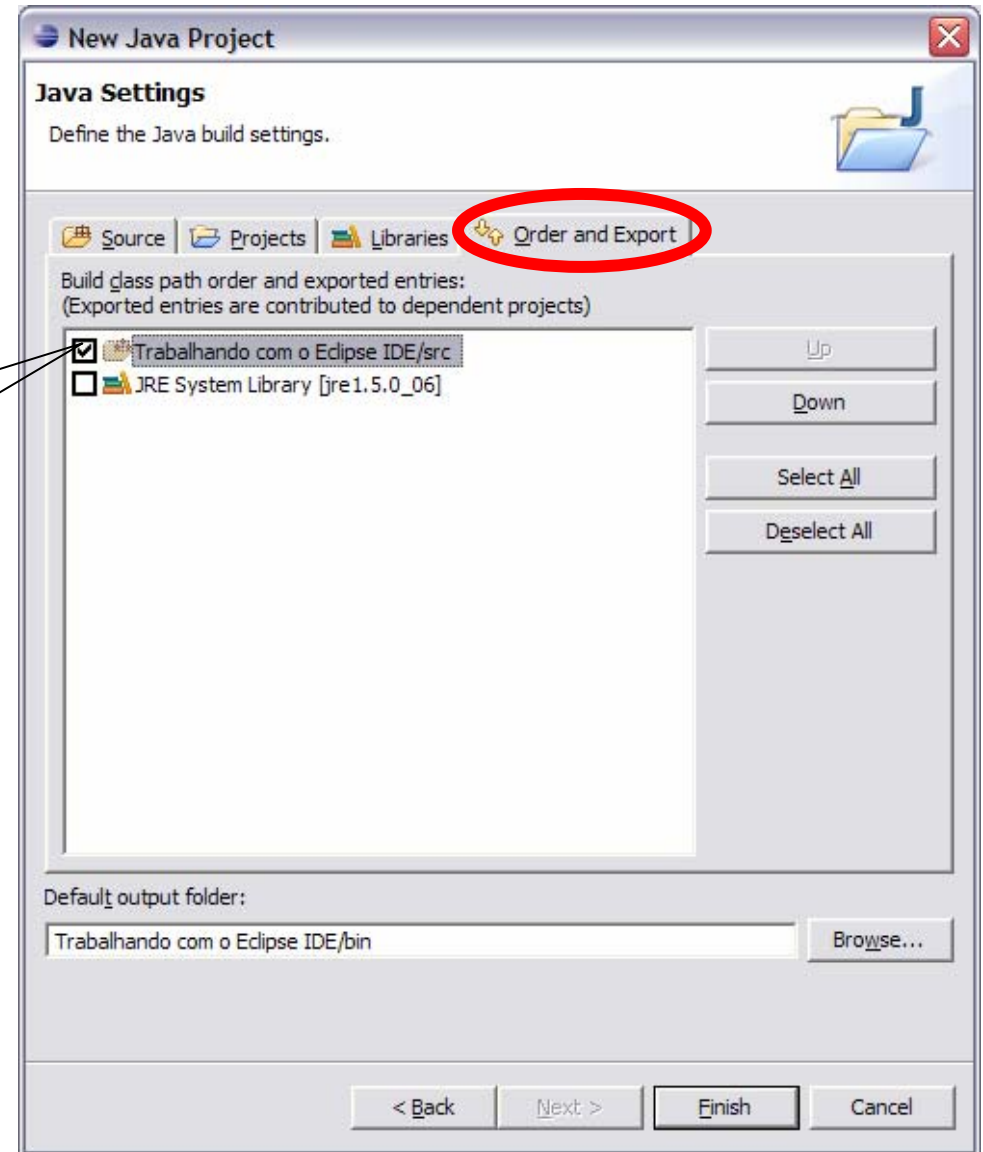 New Java Project
Java Settings
Define the Java build settings.
Source
Projects
Libraries
Order and Export
Build class path order and exported entries:
(Exported entries are contributed to dependent projects)
Trabalhando com o Eclipse IDE/src
JRE System Library [jre1.5.0_06]
Up
Down
Select All
Deselect All
Default output folder:
Trabalhando com o Eclipse IDE/bin
Browse...
< Back
Next >
Finish
Cancel